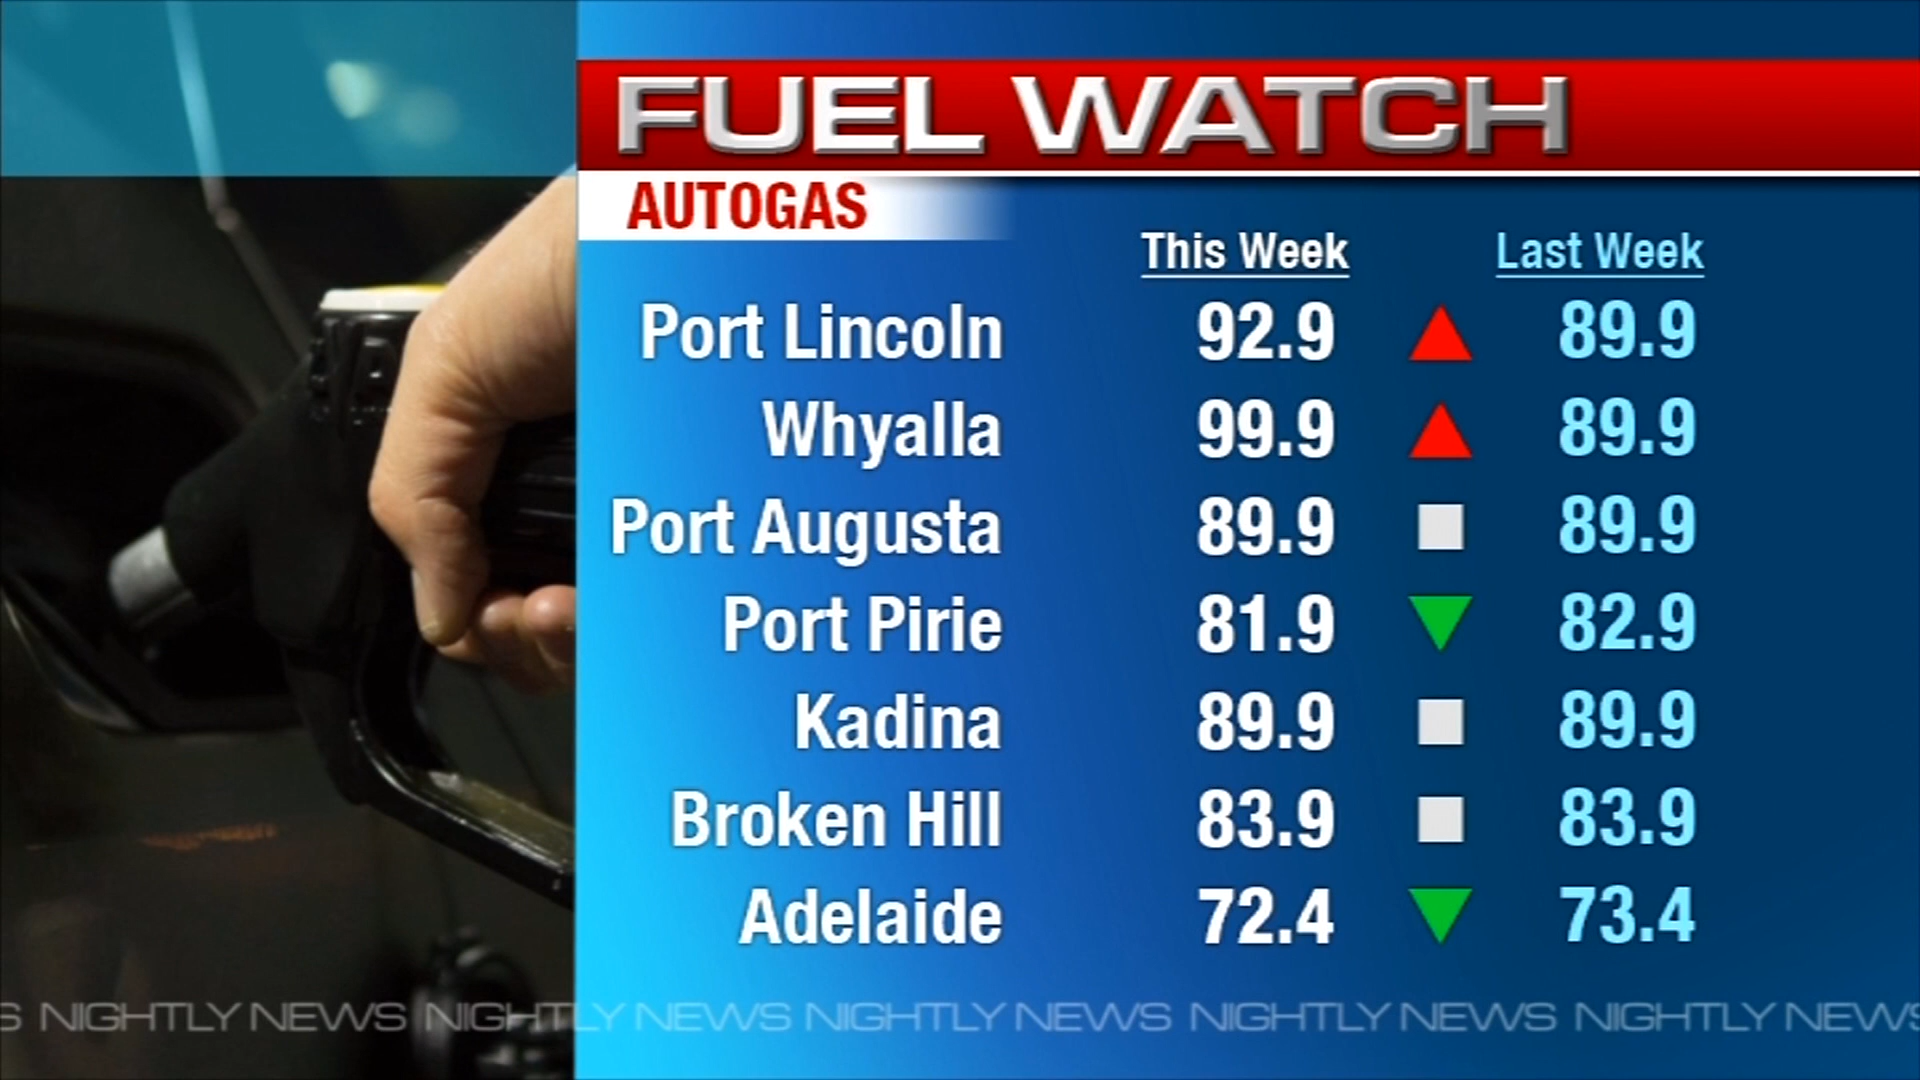 FUEL WATCH
AUTOGAS
This Week Last Week
Port Lincoln 92.9 89.9
Whyalla 99.9 89.9
Port Augusta 89.9 89.9
Port Pirie 81.9 82.9
Kadina 89.9 89.9
Broken Hill 83.9 83.9
Adelaide 72.4 73.4
S NIGHTLY NEWS NIGHTLY NEWS NIGHTLY NEWS NIGHTLY NEWS NIGHTLY NEWS